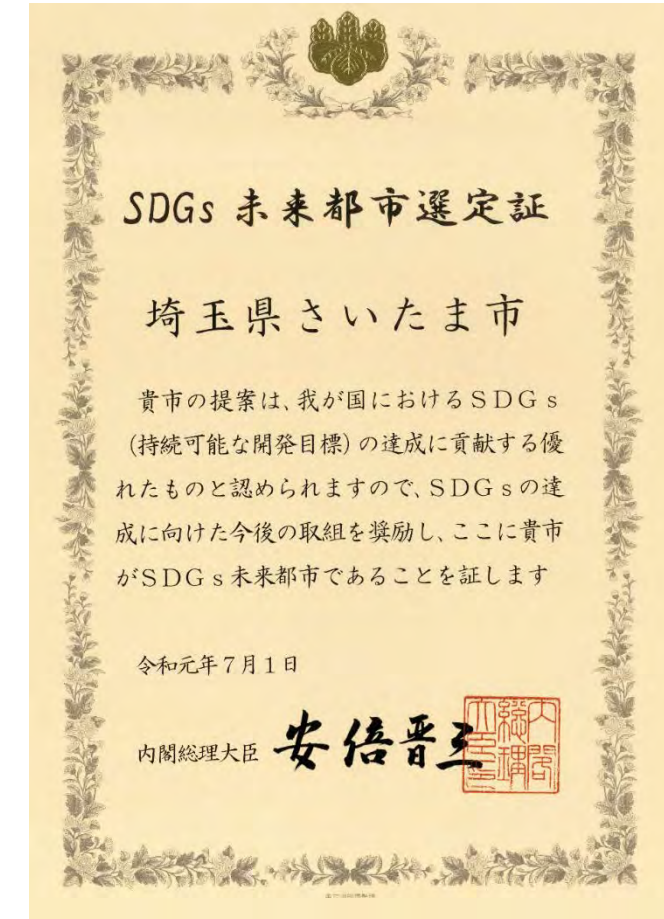 SDGs 未来都市選定証
埼玉県さいたま市
貴市の提案は、我が国におけるSDGs
(持続可能な開発目標)の達成に貢献する優
れたものと認められますので、SDGsの達
成に向けた今後の取組を奨励し、ここに貴市
がSDGs未来都市であることを証します
令和元年7月1日
内閣総理大臣 安倍晋三